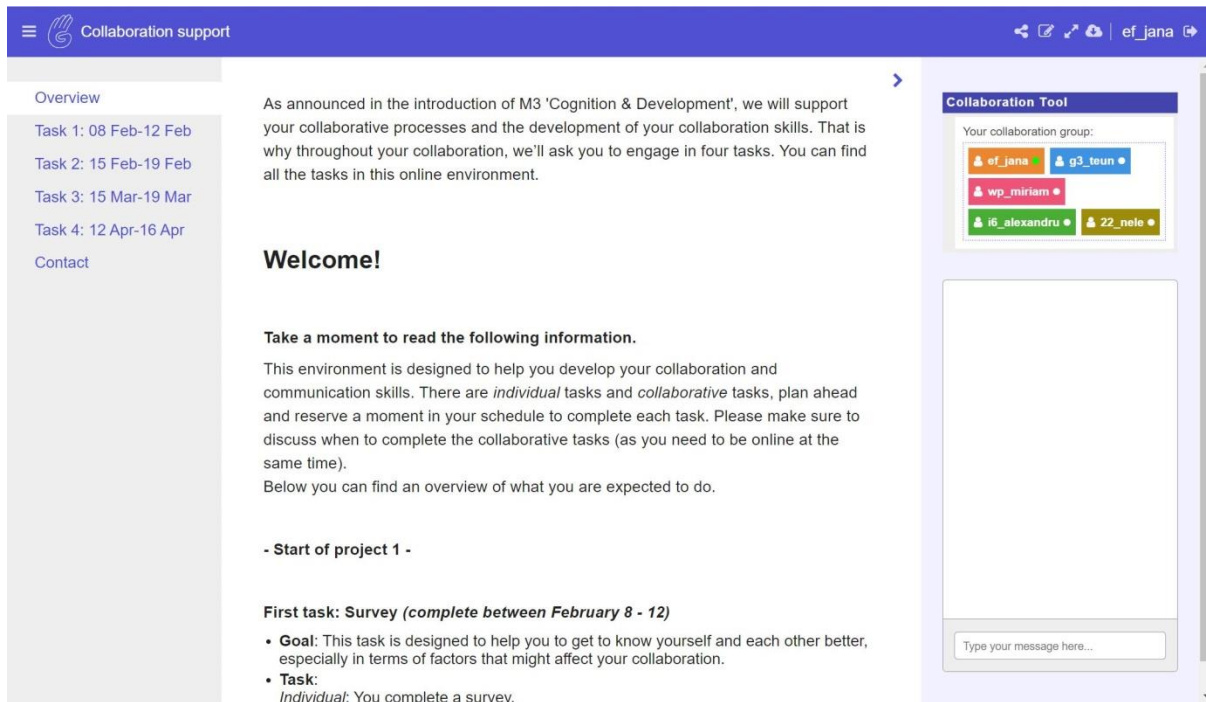 Collaboration support
ef_jana
Overview
Task 1: 08 Feb-12 Feb
Task 2: 15 Feb-19 Feb
Task 3: 15 Mar-19 Mar
Task 4: 12 Apr-16 Apr
Contact
As announced in the introduction of M3 'Cognition & Development', we will support
your collaborative processes and the development of your collaboration skills. That is
why throughout your collaboration, we'll ask you to engage in four tasks. You can find
all the tasks in this online environment.
Welcome!
Take a moment to read the following information.
This environment is designed to help you develop your collaboration and
communication skills. There are individual tasks and collaborative tasks, plan ahead
and reserve a moment in your schedule to complete each task. Please make sure to
discuss when to complete the collaborative tasks (as you need to be online at the
same time).
Below you can find an overview of what you are expected to do.
- Start of project 1 -
First task: Survey (complete between February 8 - 12)
• Goal: This task is designed to help you to get to know yourself and each other better,
especially in terms of factors that might affect your collaboration.
• Task:
Individual: You complete a survey.
Collaboration Tool
Your collaboration group:
ef_jana
g3_teun
wp_miriam
i6_alexandru
22_nele
Type your message here...